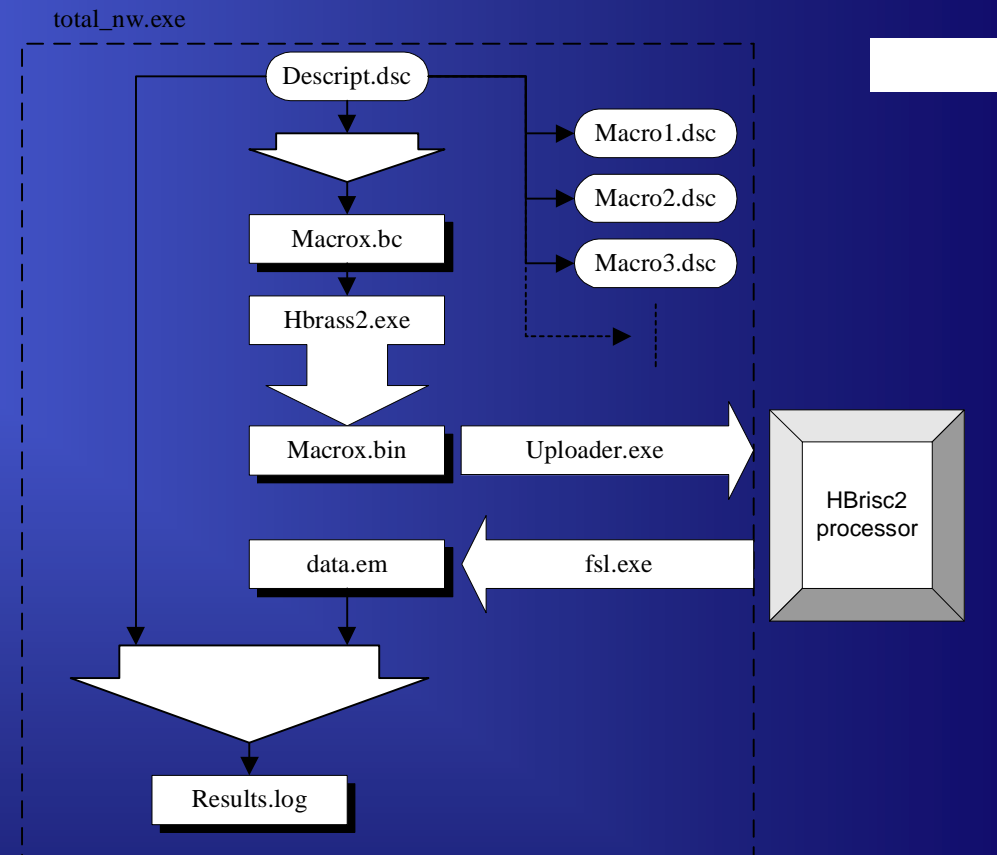 total_nw.exe
Descript.dsc
Macro1.dsc
Macro2.dsc
Macrox.bc
Macro3.dsc
Hbrass2.exe
Macrox.bin
Uploader.exe
HBrisc2
processor
data.em
fsl.exe
Results.log